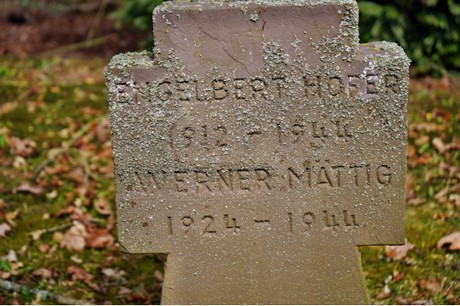 ENGELBERT HOFER
1912 - 1944
WERNER MÄTTIG
1924 - 1944